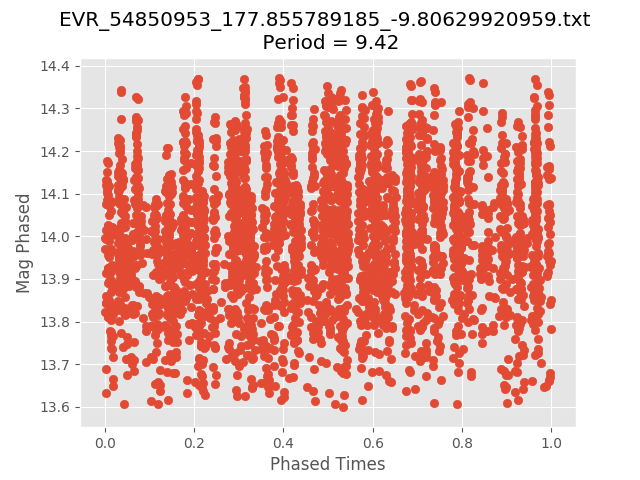 EVR_54850953_177.855789185_-9.80629920959.txt
Period = 9.42
14.4
14.3
14.2
14.1
14.0
13.9
13.8
13.7
13.6
Mag Phased
0.0 0.2 0.4 0.6 0.8 1.0
Phased Times